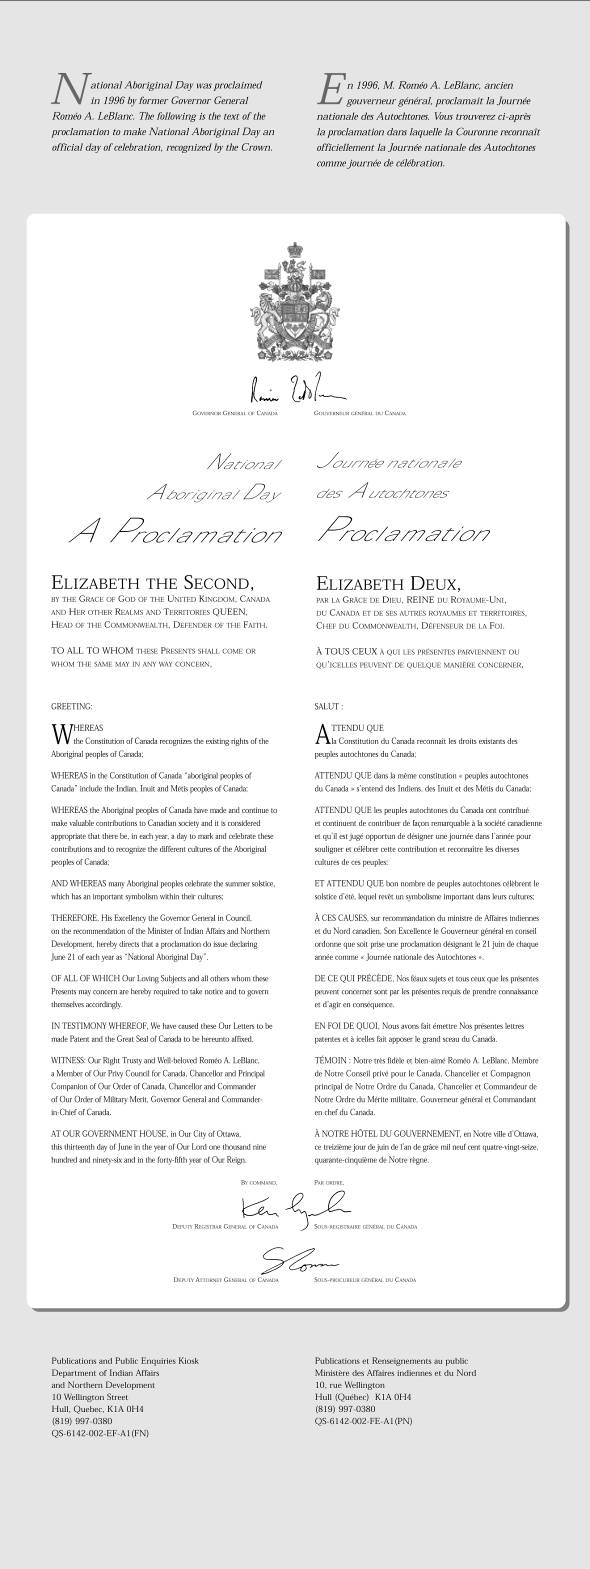 National Aboriginal Day was proclaimed
in 1996 by former Governor General
Roméo A. LeBlanc. The following is the text of the
proclamation to make National Aboriginal Day an
official day of celebration, recognized by the Crown.
En 1996, M. Roméo A. LeBlanc, ancien
gouverneur général, proclamait la Journée
nationale des Autochtones. Vous trouverez ci-après
la proclamation dans laquelle la Couronne reconnaît
officiellement la Journée nationale des Autochtones
comme journée de célébration.
Governor General of Canada
Gouverneur général du Canada
National
Aboriginal Day
A Proclamation
Journée nationale
des Autochtones
Proclamation
Elizabeth the Second,
by the Grace of God of the United Kingdom, Canada
and Her other Realms and Territories QUEEN,
Head of the Commonwealth, Defender of the Faith.
TO ALL TO WHOM these Presents shall come or
whom the same may in any way concern,
GREETING:
WHEREAS
the Constitution of Canada recognizes the existing rights of the
Aboriginal peoples of Canada;
WHEREAS in the Constitution of Canada "aboriginal peoples of
Canada" include the Indian, Inuit and Métis peoples of Canada;
WHEREAS the Aboriginal peoples of Canada have made and continue to
make valuable contributions to Canadian society and it is considered
appropriate that there be, in each year, a day to mark and celebrate these
contributions and to recognize the different cultures of the Aboriginal
peoples of Canada;
AND WHEREAS many Aboriginal peoples celebrate the summer solstice,
which has an important symbolism within their cultures;
THEREFORE, His Excellency the Governor General in Council,
on the recommendation of the Minister of Indian Affairs and Northern
Development, hereby directs that a proclamation do issue declaring
June 21 of each year as "National Aboriginal Day".
OF ALL OF WHICH Our Loving Subjects and all others whom these
Presents may concern are hereby required to take notice and to govern
themselves accordingly.
IN TESTIMONY WHEREOF, We have caused these Our Letters to be
made Patent and the Great Seal of Canada to be hereunto affixed.
WITNESS: Our Right Trusty and Well-beloved Roméo A. LeBlanc,
a Member of Our Privy Council for Canada, Chancellor and Principal
Companion of Our Order of Canada, Chancellor and Commander
of Our Order of Military Merit, Governor General and Commander-
in-Chief of Canada.
AT OUR GOVERNMENT HOUSE, in Our City of Ottawa,
this thirteenth day of June in the year of Our Lord one thousand nine
hundred and ninety-six and in the forty-fifth year of Our Reign.
Elizabeth Deux,
par la Grâce de Dieu, REINE du Royaume-Uni,
du Canada et de ses autres royaumes et territoires,
Chef du Commonwealth, Défenseur de la Foi.
À TOUS CEUX à qui les présentes parviennent ou
qu'icelles peuvent de quelque manière concerner,
SALUT :
ATTENDU QUE
la Constitution du Canada reconnaît les droits existants des
peuples autochtones du Canada;
ATTENDU QUE dans la même constitution « peuples autochtones
du Canada » s'entend des Indiens, des Inuit et des Métis du Canada;
ATTENDU QUE les peuples autochtones du Canada ont contribué
et continuent de contribuer de façon remarquable à la société canadienne
et qu'il est jugé opportun de désigner une journée dans l'année pour
souligner et célébrer cette contribution et reconnaître les diverses
cultures de ces peuples;
ET ATTENDU QUE bon nombre de peuples autochtones célèbrent le
solstice d'été, lequel revêt un symbolisme important dans leurs cultures;
À CES CAUSES, sur recommandation du ministre de Affaires indiennes
et du Nord canadien, Son Excellence le Gouverneur général en conseil
ordonne que soit prise une proclamation désignant le 21 juin de chaque
année comme « Journée nationale des Autochtones ».
DE CE QUI PRÉCÈDE, Nos féaux sujets et tous ceux que les présentes
peuvent concerner sont par les présentes requis de prendre connaissance
et d'agir en conséquence.
EN FOI DE QUOI, Nous avons fait émettre Nos présentes lettres
patentes et à icelles fait apposer le grand sceau du Canada.
TÉMOIN : Notre très fidèle et bien-aimé Roméo A. LeBlanc, Membre
de Notre Conseil privé pour le Canada, Chancelier et Compagnon
principal de Notre Ordre du Canada, Chancelier et Commandeur de
Notre Ordre du Mérite militaire, Gouverneur général et Commandant
en chef du Canada.
À NOTRE HÔTEL DU GOUVERNEMENT, en Notre ville d'Ottawa,
ce treizième jour de juin de l'an de grâce mil neuf cent quatre-vingt-seize,
quarante-cinquième de Notre règne.
By command,
Par ordre,
Deputy Registrar General of Canada
Sous-registraire général du Canada
Deputy Attorney General of Canada
Sous-procureur général du Canada
Publications and Public Enquiries Kiosk
Department of Indian Affairs
and Northern Development
10 Wellington Street
Hull, Quebec, K1A 0H4
(819) 997-0380
QS-6142-002-EF-A1(FN)
Publications et Renseignements au public
Ministère des Affaires indiennes et du Nord
10, rue Wellington
Hull (Québec) K1A 0H4
(819) 997-0380
QS-6142-002-FE-A1(PN)